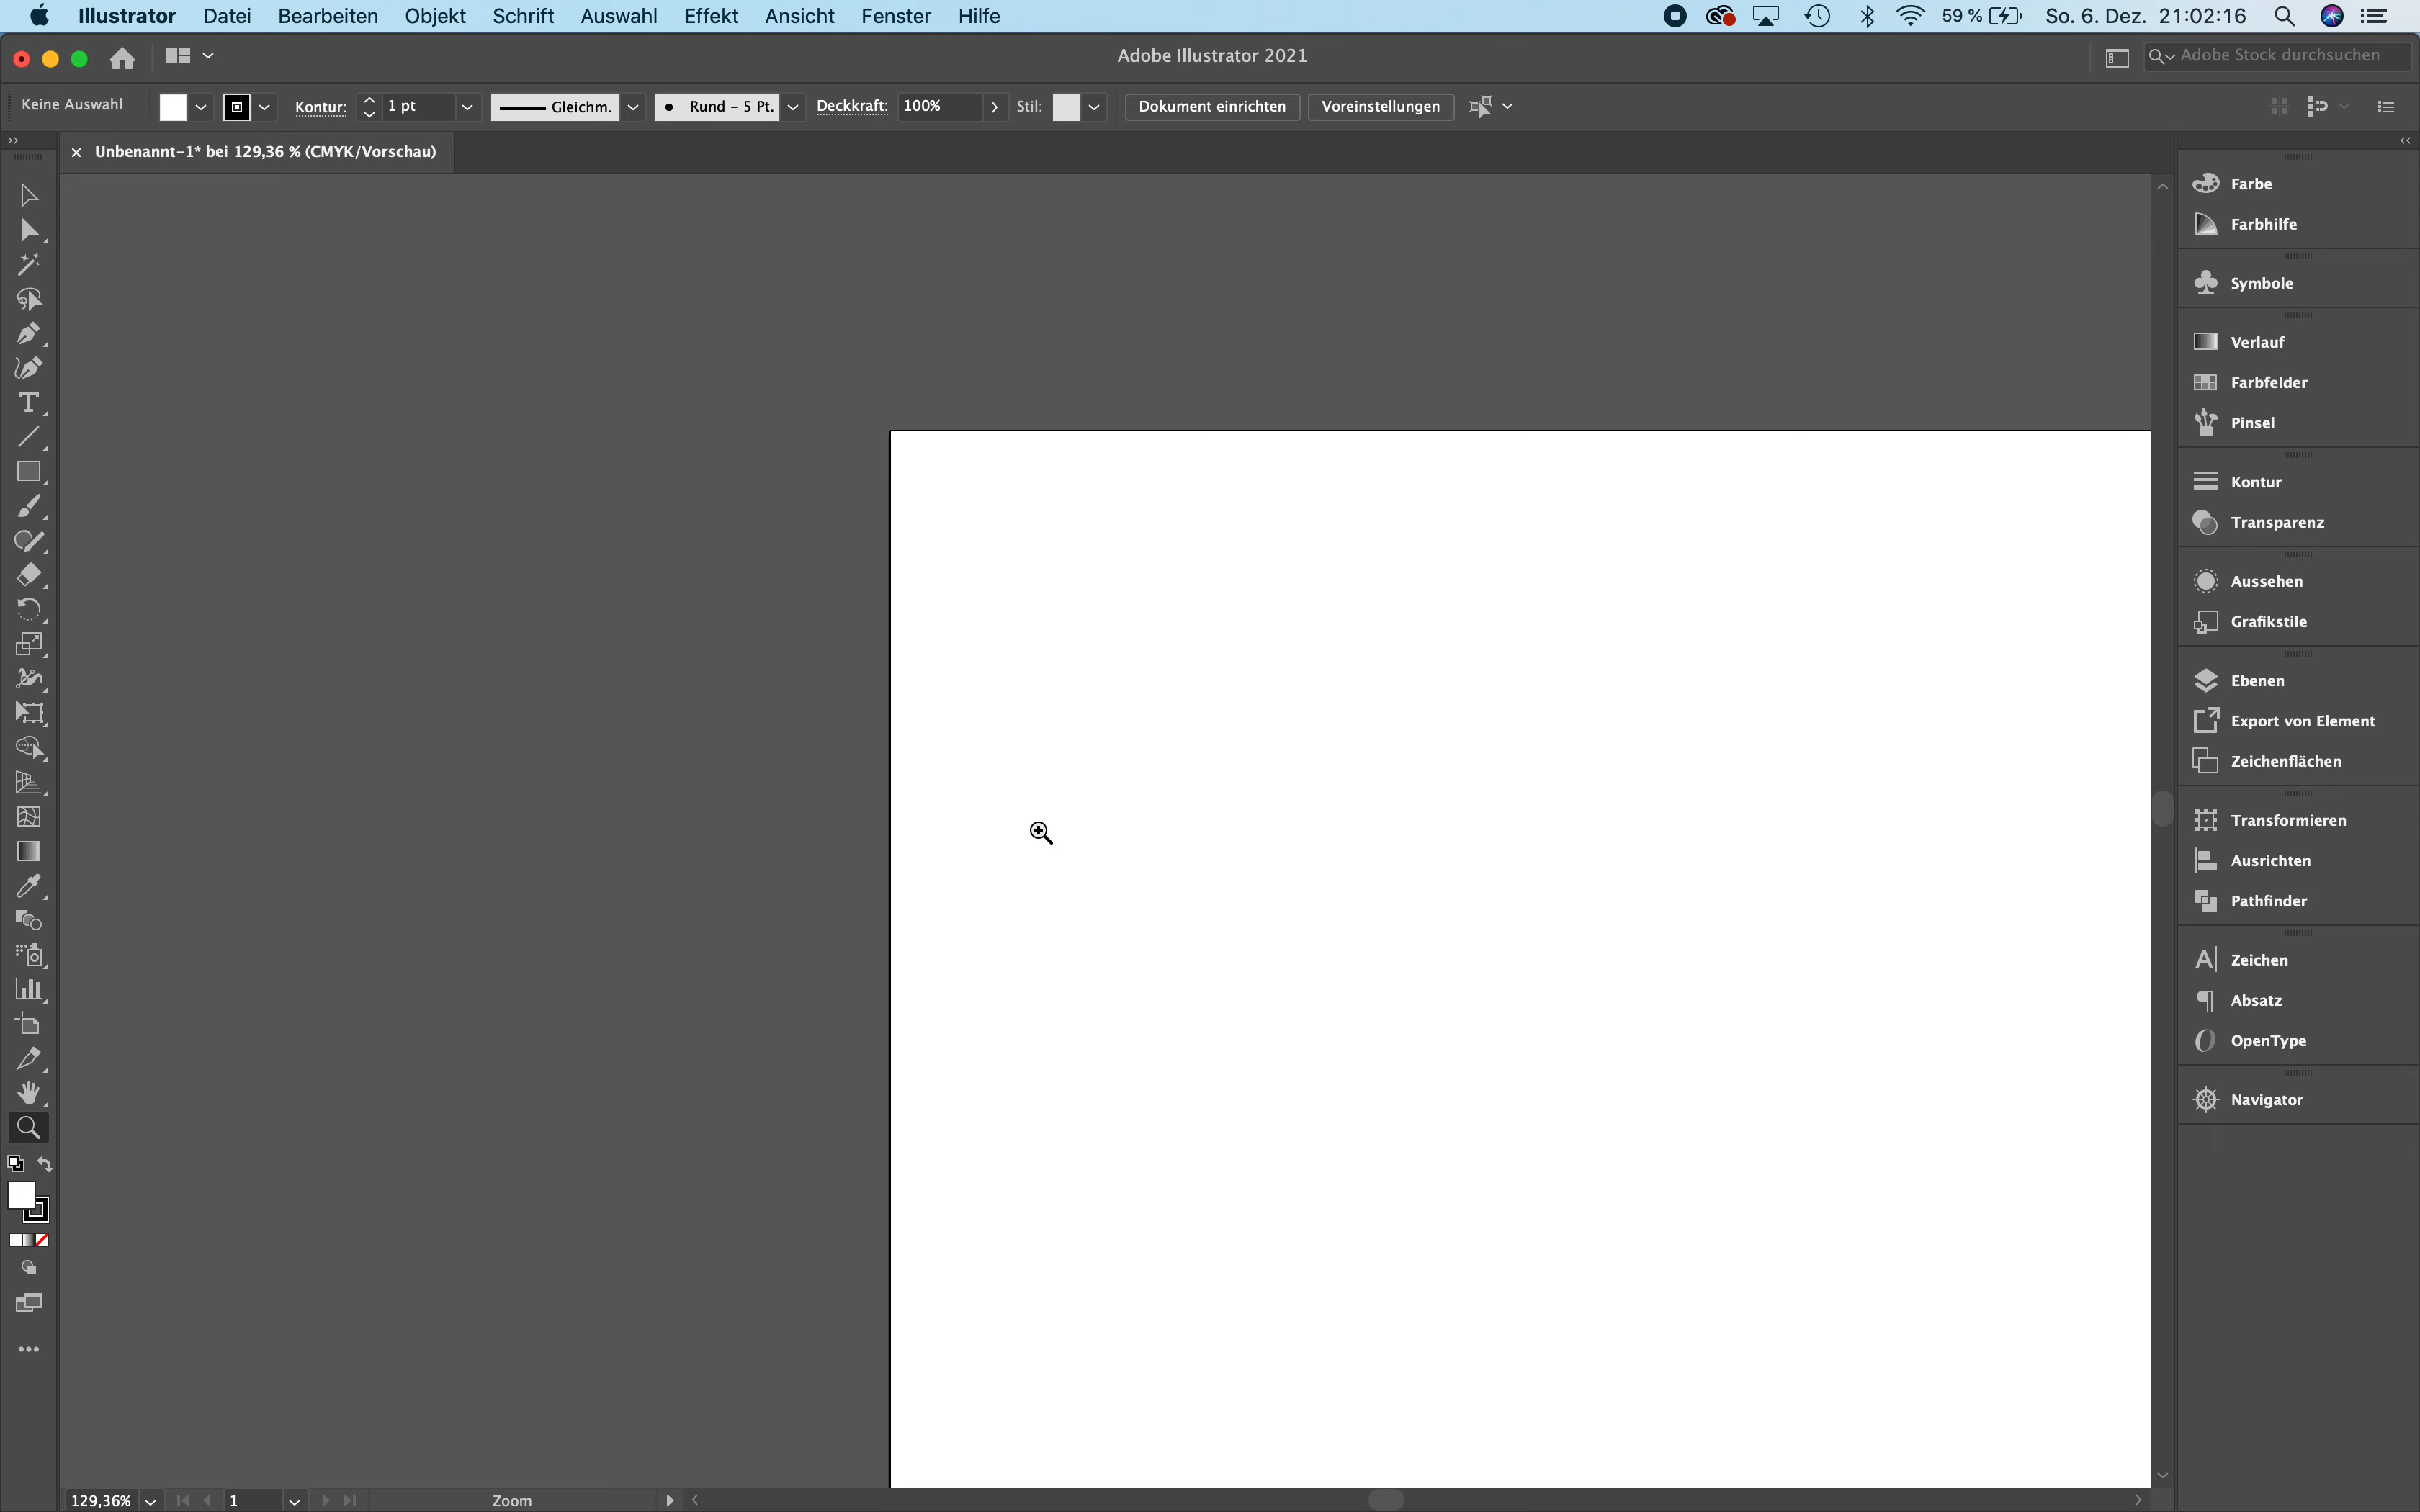 Illustrator Datei Bearbeiten Objekt Schrift Auswahl Effekt Ansicht Fenster Hilfe 59 % So. 6. Dez. 21:02:16
Adobe Illustrator 2021 Adobe Stock durchsuchen
Keine Auswahl Kontur: 1 pt Gleichm. Rund - 5 Pt. Deckkraft: 100% Stil: Dokument einrichten Voreinstellungen
Unbenannt-1* bei 129,36 % (CMYK/Vorschau)
Farbe
Farbhilfe
Symbole
Verlauf
Farbfelder
Pinsel
Kontur
Transparenz
Aussehen
Grafikstile
Ebenen
Export von Element
Zeichenflächen
Transformieren
Ausrichten
Pathfinder
Zeichen
Absatz
OpenType
Navigator
129,36% 1 Zoom